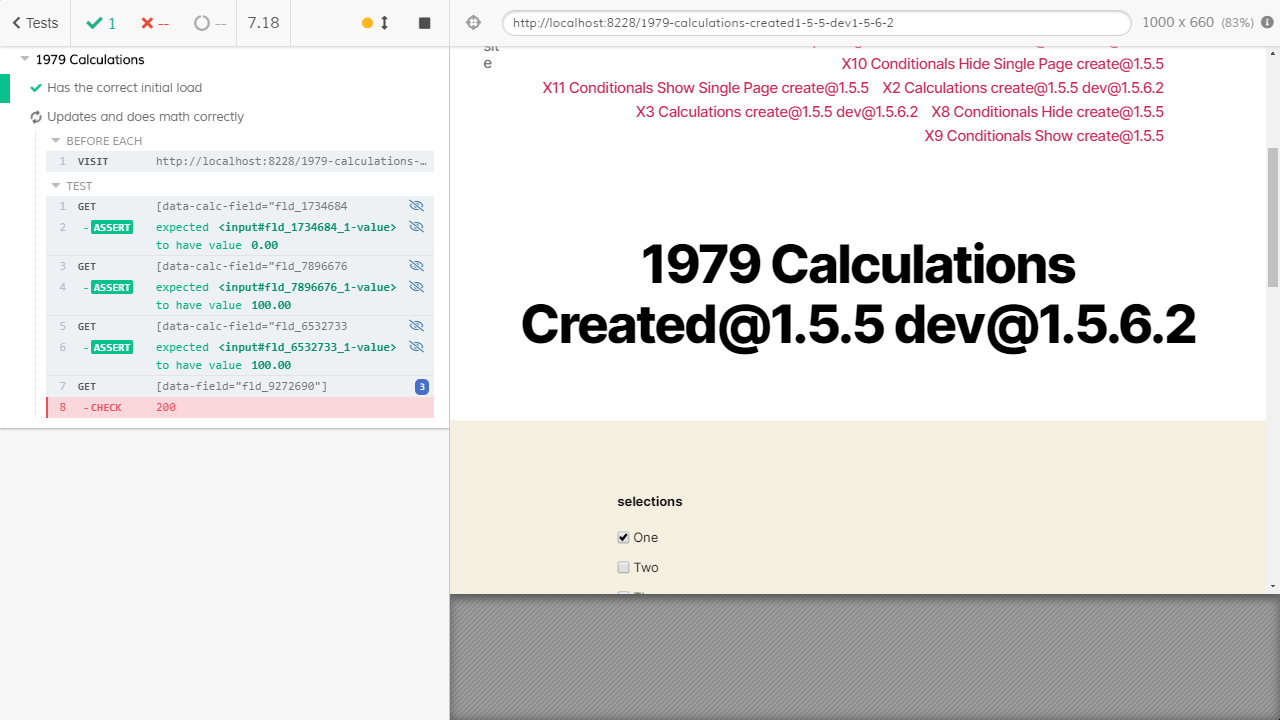 Tests
1
--
--
7.18
http://localhost:8228/1979-calculations-created1-5-5-dev1-5-6-2
1000 x 660 (83%)
1979 Calculations
Has the correct initial load
Updates and does math correctly
BEFORE EACH
1 VISIT http://localhost:8228/1979-calculations-…
TEST
1 GET [data-calc-field="fld_1734684
2 -ASSERT expected <input#fld_1734684_1-value>
to have value 0.00
3 GET [data-calc-field="fld_7896676
4 -ASSERT expected <input#fld_7896676_1-value>
to have value 100.00
5 GET [data-calc-field="fld_6532733
6 -ASSERT expected <input#fld_6532733_1-value>
to have value 100.00
7 GET [data-field="fld_9272690"] 3
8 -CHECK 200
sit
e
X10 Conditionals Hide Single Page create@1.5.5
X11 Conditionals Show Single Page create@1.5.5 X2 Calculations create@1.5.5 dev@1.5.6.2
X3 Calculations create@1.5.5 dev@1.5.6.2 X8 Conditionals Hide create@1.5.5
X9 Conditionals Show create@1.5.5
1979 Calculations
Created@1.5.5 dev@1.5.6.2
selections
One
Two